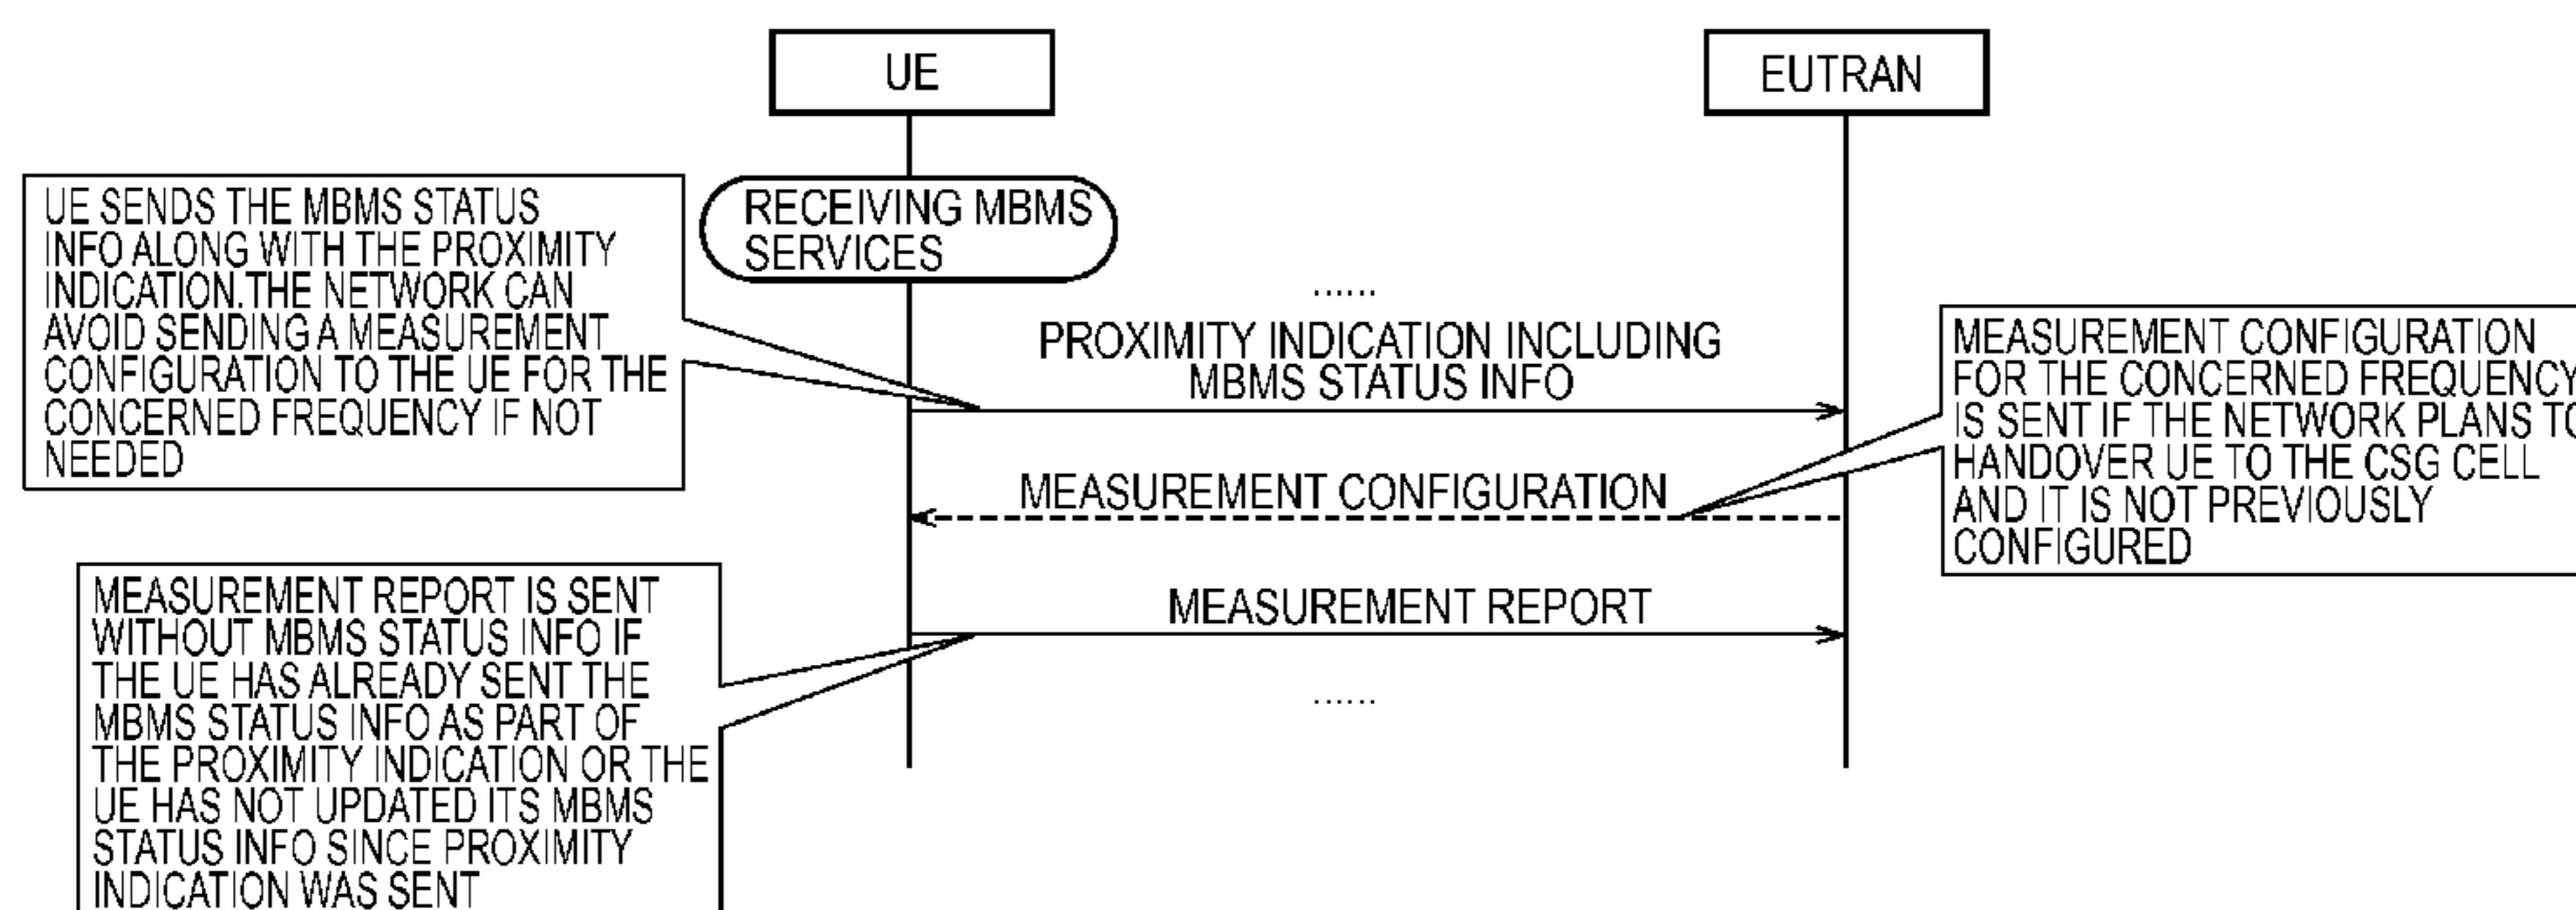 UE
EUTRAN
RECEIVING MBMS
SERVICES
UE SENDS THE MBMS STATUS
INFO ALONG WITH THE PROXIMITY
INDICATION.THE NETWORK CAN
AVOID SENDING A MEASUREMENT
CONFIGURATION TO THE UE FOR THE
CONCERNED FREQUENCY IF NOT
NEEDED
......
PROXIMITY INDICATION INCLUDING
MBMS STATUS INFO
MEASUREMENT CONFIGURATION
FOR THE CONCERNED FREQUENCY
IS SENT IF THE NETWORK PLANS TO
HANDOVER UE TO THE CSG CELL
AND IT IS NOT PREVIOUSLY
CONFIGURED
MEASUREMENT CONFIGURATION
MEASUREMENT REPORT IS SENT
WITHOUT MBMS STATUS INFO IF
THE UE HAS ALREADY SENT THE
MBMS STATUS INFO AS PART OF
THE PROXIMITY INDICATION OR THE
UE HAS NOT UPDATED ITS MBMS
STATUS INFO SINCE PROXIMITY
INDICATION WAS SENT
MEASUREMENT REPORT
......